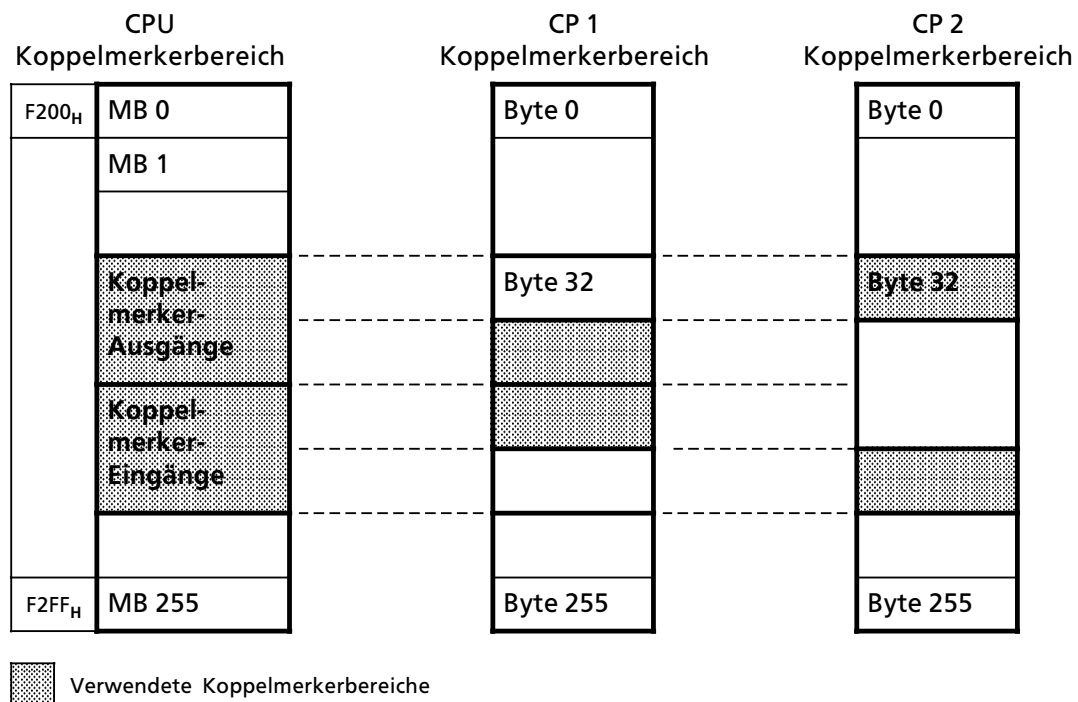 CPU
Koppelmerkerbereich
CP 1
Koppelmerkerbereich
CP 2
Koppelmerkerbereich
F200H
MB 0
Byte 0
Byte 0
MB 1
Koppel-
merker-
Ausgänge
Byte 32
Byte 32
Koppel-
merker-
Eingänge
F2FFH
MB 255
Byte 255
Byte 255
Verwendete Koppelmerkerbereiche